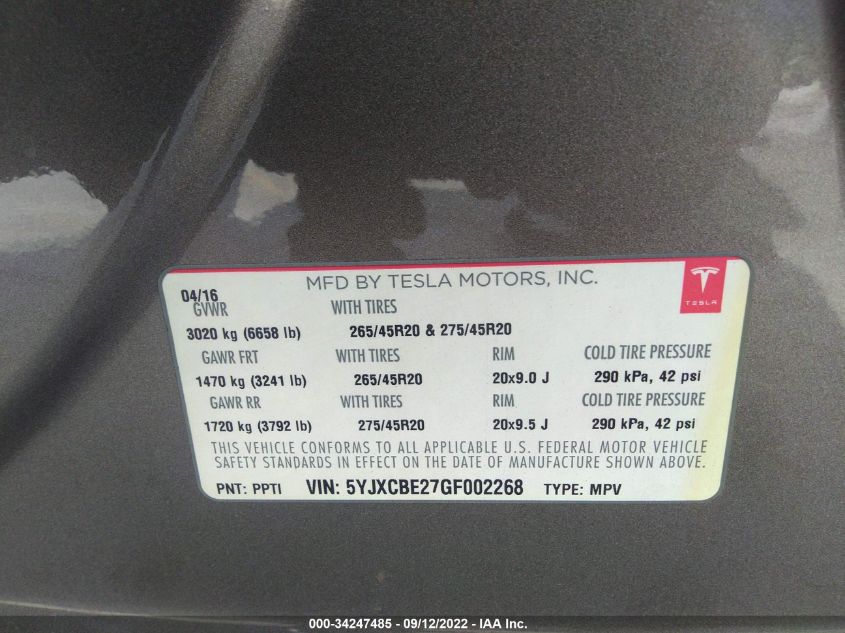 MFD BY TESLA MOTORS, INC.
TESLA
04/16
GVWR WITH TIRES
3020 kg (6658 lb) 265/45R20 & 275/45R20
GAWR FRT WITH TIRES RIM COLD TIRE PRESSURE
1470 kg (3241 lb) 265/45R20 20x9.0 J 290 kPa, 42 psi
GAWR RR WITH TIRES RIM COLD TIRE PRESSURE
1720 kg (3792 lb) 275/45R20 20x9.5 J 290 kPa, 42 psi
THIS VEHICLE CONFORMS TO ALL APPLICABLE U.S. FEDERAL MOTOR VEHICLE
SAFETY STANDARDS IN EFFECT ON THE DATE OF MANUFACTURE SHOWN ABOVE.
PNT: PPTI VIN: 5YJXCBE27GF002268 TYPE: MPV
000-34247485 - 09/12/2022 - IAA Inc.